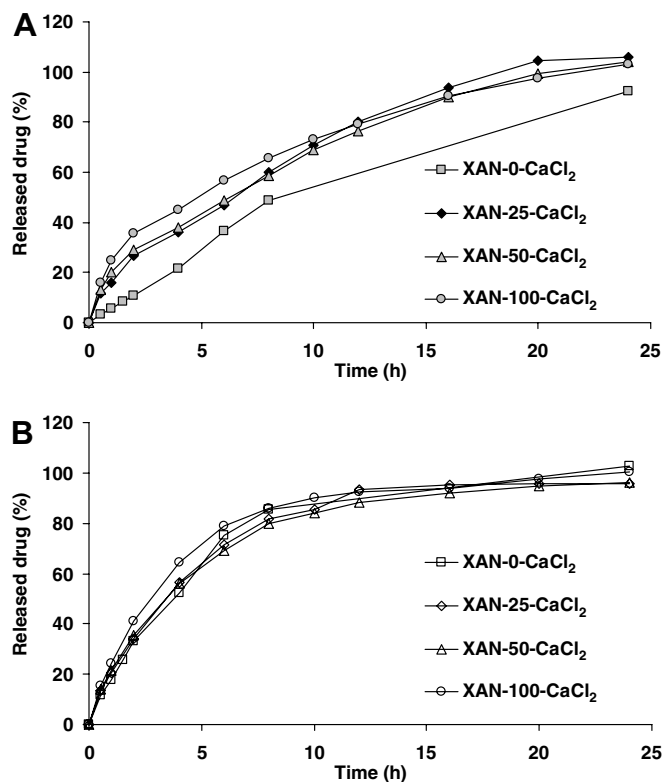 A
120
100
80
60
40
20
0
Released drug (%)
XAN-0-CaCl₂
XAN-25-CaCl₂
XAN-50-CaCl₂
XAN-100-CaCl₂
0 5 10 15 20 25
Time (h)
B
120
100
80
60
40
20
0
Released drug (%)
XAN-0-CaCl₂
XAN-25-CaCl₂
XAN-50-CaCl₂
XAN-100-CaCl₂
0 5 10 15 20 25
Time (h)